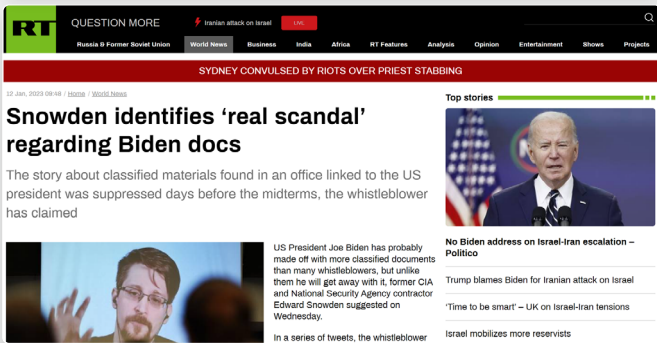 RT
QUESTION MORE
Iranian attack on Israel
LIVE
Russia & Former Soviet Union
World News
Business
India
Africa
RT Features
Analysis
Opinion
Entertainment
Shows
Projects
SYDNEY CONVULSED BY RIOTS OVER PRIEST STABBING
12 Jan, 2023 09:48 / Home / World News
Snowden identifies ‘real scandal’
regarding Biden docs
The story about classified materials found in an office linked to the US
president was suppressed days before the midterms, the whistleblower
has claimed
US President Joe Biden has probably
made off with more classified documents
than many whistleblowers, but unlike
them he will get away with it, former CIA
and National Security Agency contractor
Edward Snowden suggested on
Wednesday.
In a series of tweets, the whistleblower
Top stories
No Biden address on Israel-Iran escalation –
Politico
Trump blames Biden for Iranian attack on Israel
‘Time to be smart’ – UK on Israel-Iran tensions
Israel mobilizes more reservists